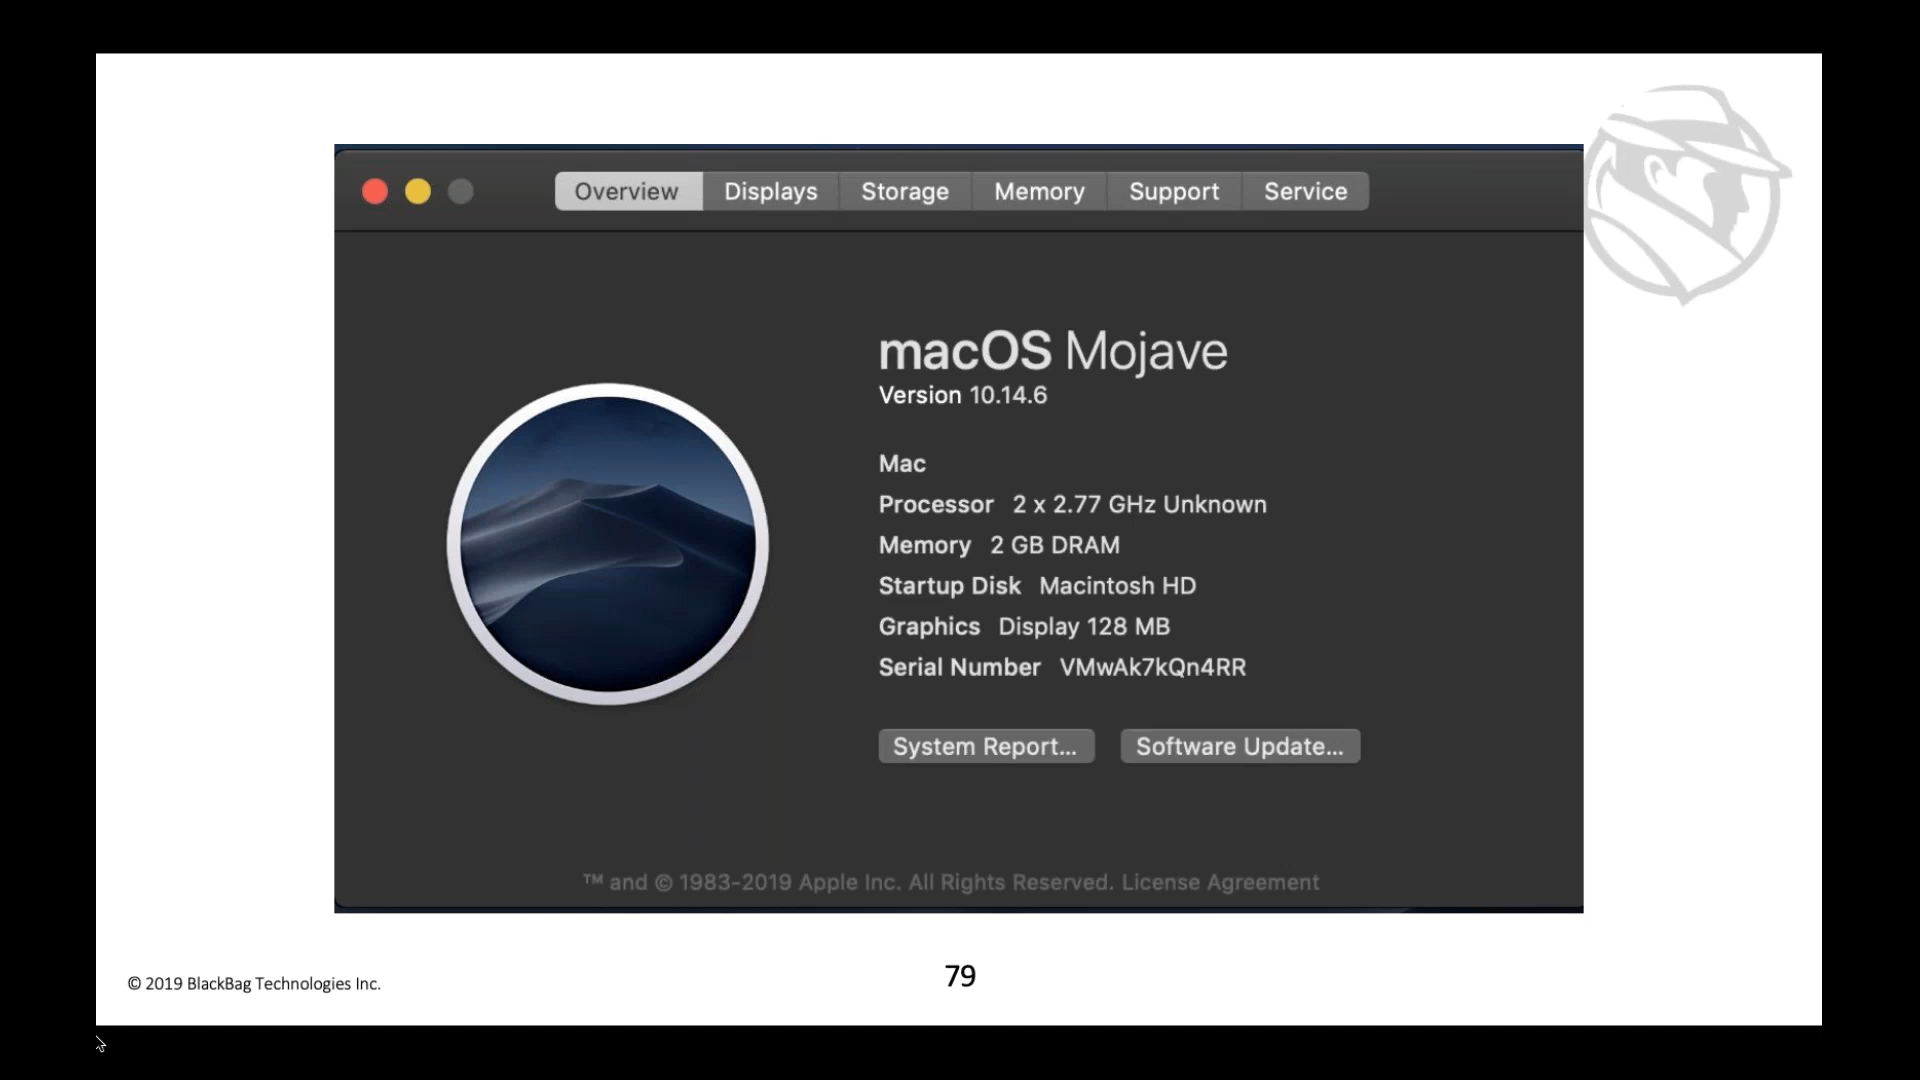 Overview Displays Storage Memory Support Service
macOS Mojave
Version 10.14.6
Mac
Processor 2 x 2.77 GHz Unknown
Memory 2 GB DRAM
Startup Disk Macintosh HD
Graphics Display 128 MB
Serial Number VMwAk7kQn4RR
System Report... Software Update...
™ and © 1983-2019 Apple Inc. All Rights Reserved. License Agreement
© 2019 BlackBag Technologies Inc.
79